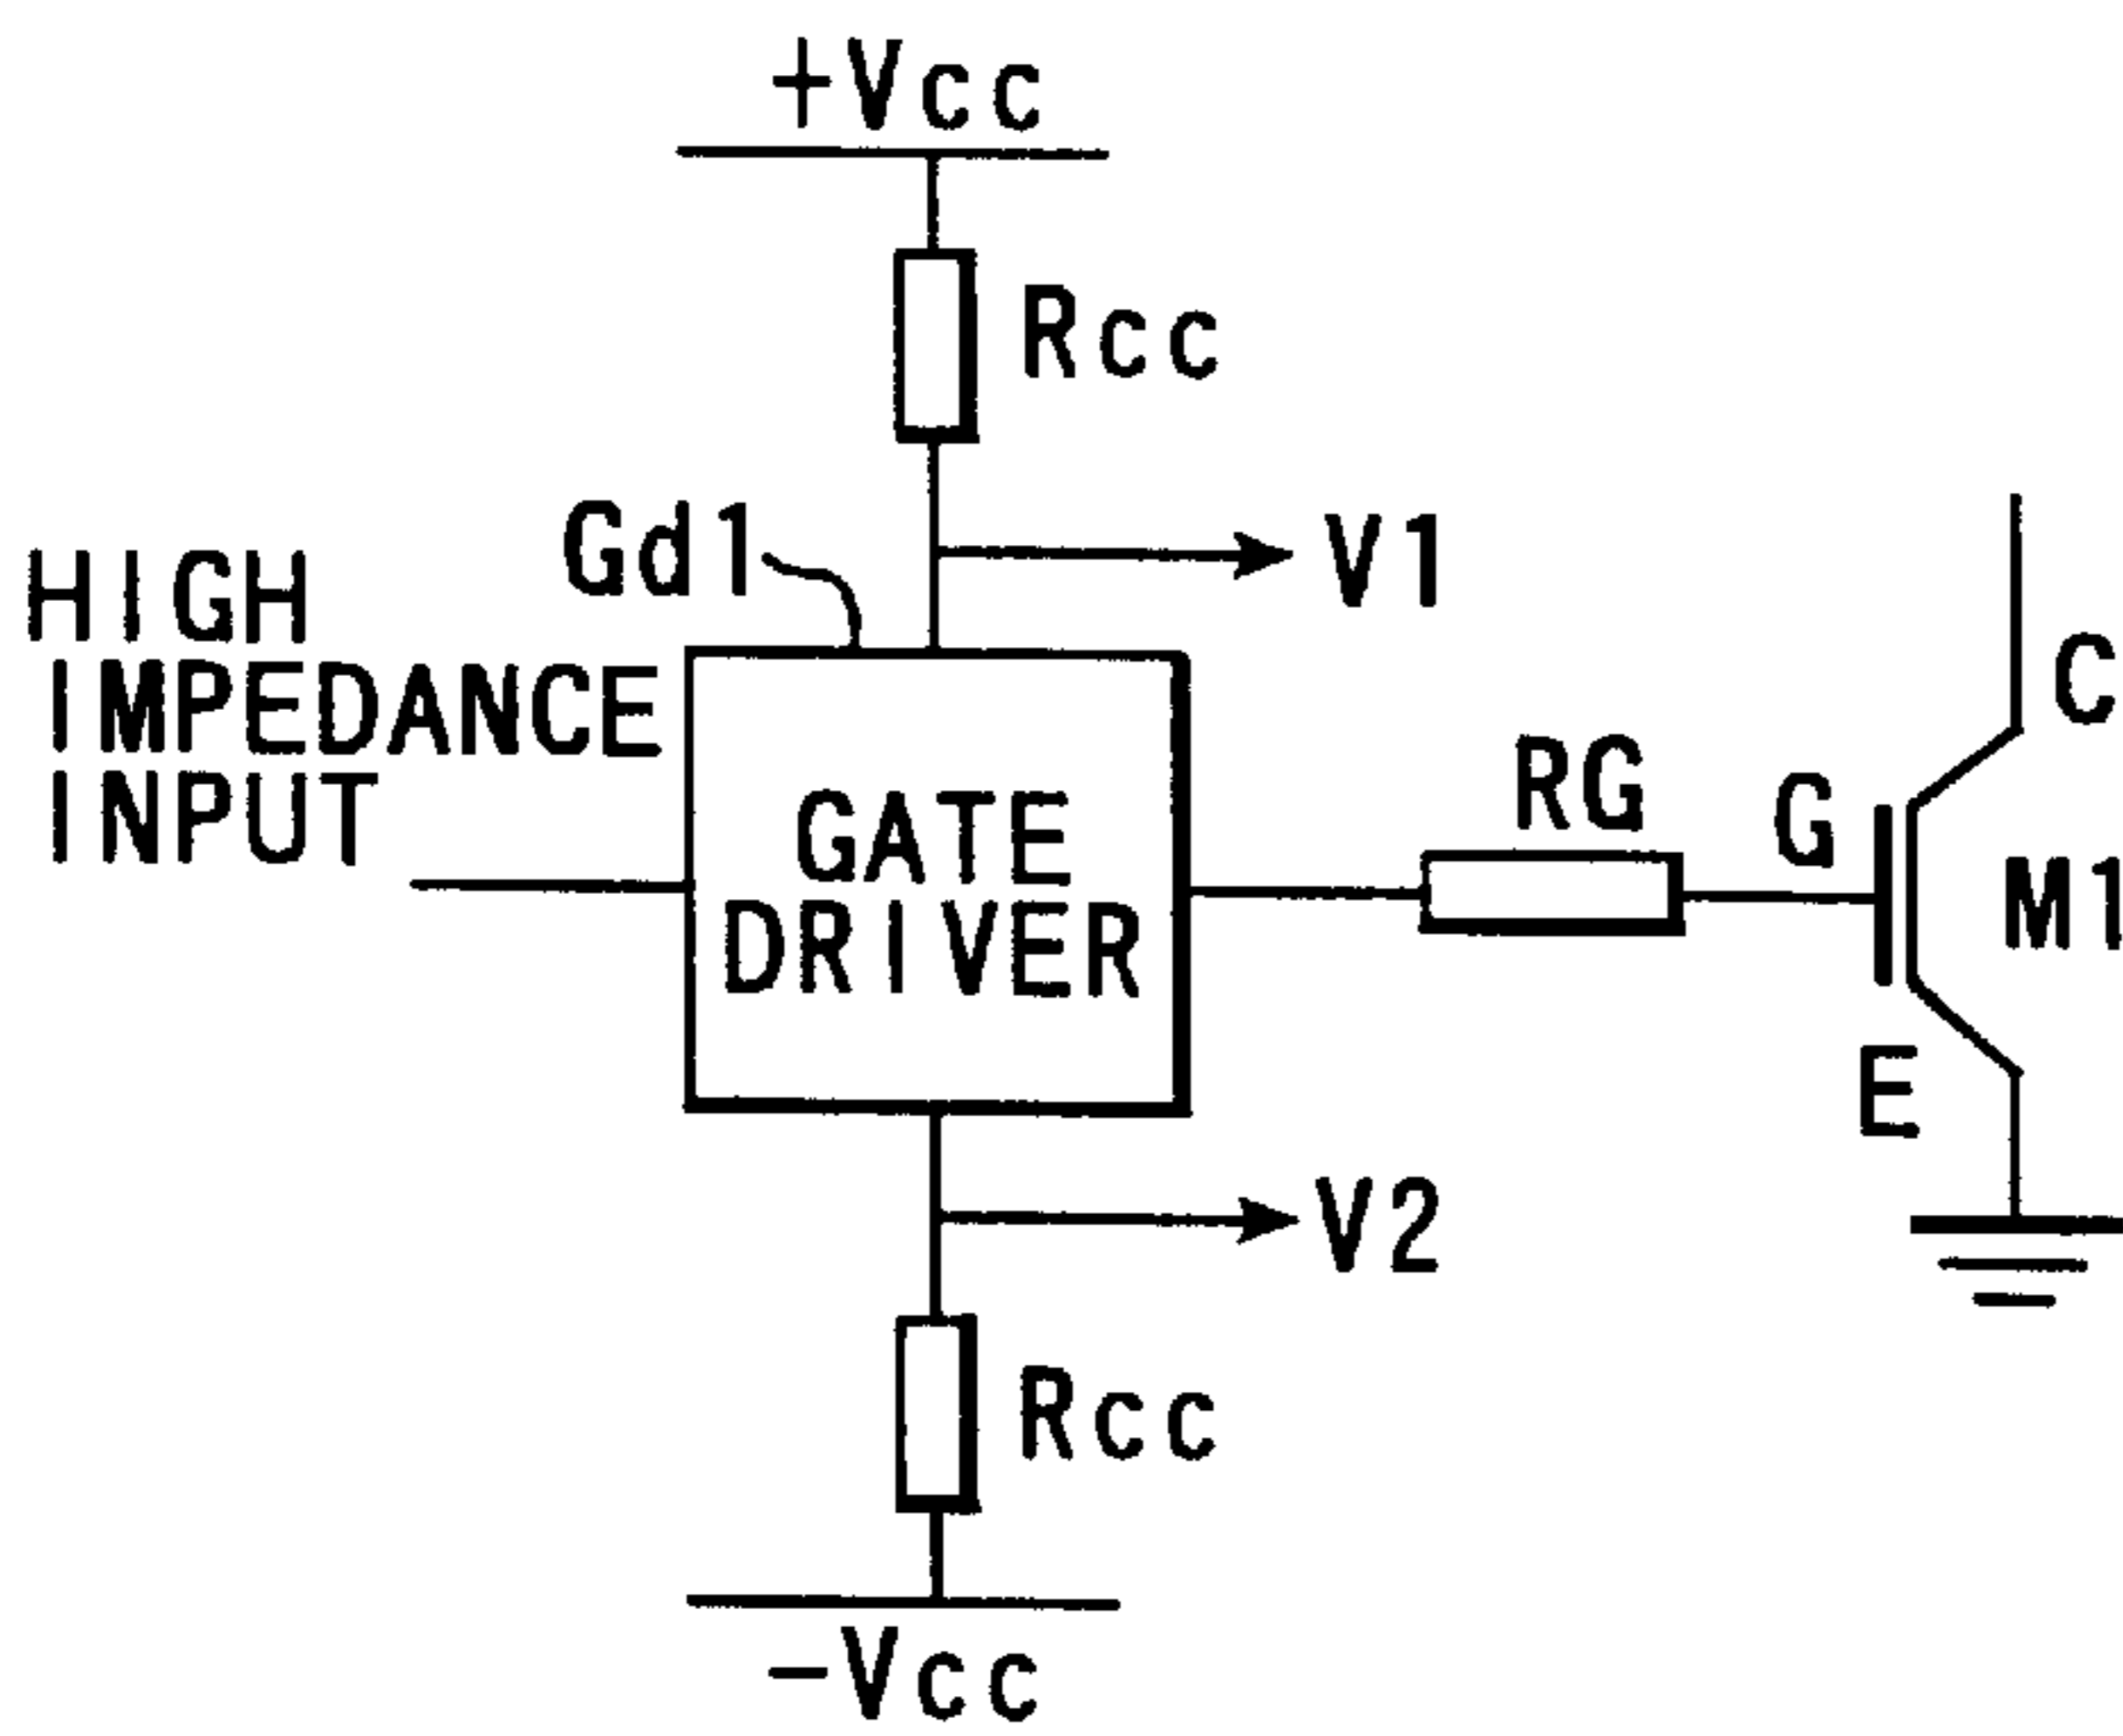 +Vcc
Rcc
Gd1
V1
HIGH
IMPEDANCE
INPUT
GATE
DRIVER
RG
G
C
M1
E
V2
Rcc
-Vcc